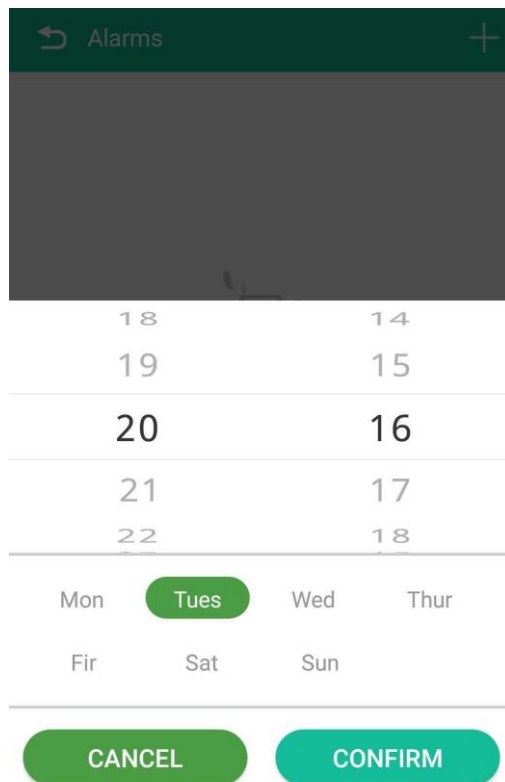 Alarms
18 14
19 15
20 16
21 17
22 18
Mon Tues Wed Thur
Fir Sat Sun
CANCEL CONFIRM